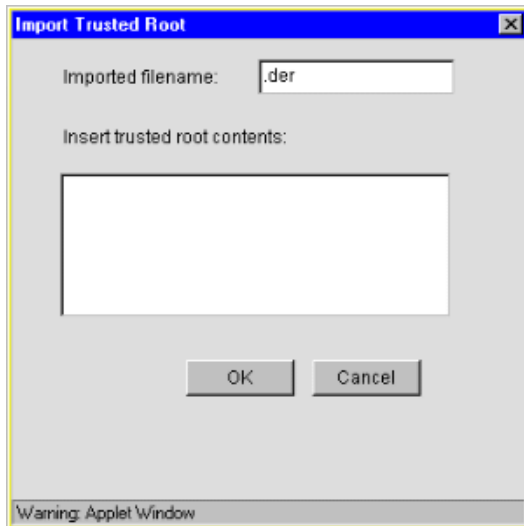 Import Trusted Root
Imported filename: .der
Insert trusted root contents:
OK Cancel
Warning: Applet Window